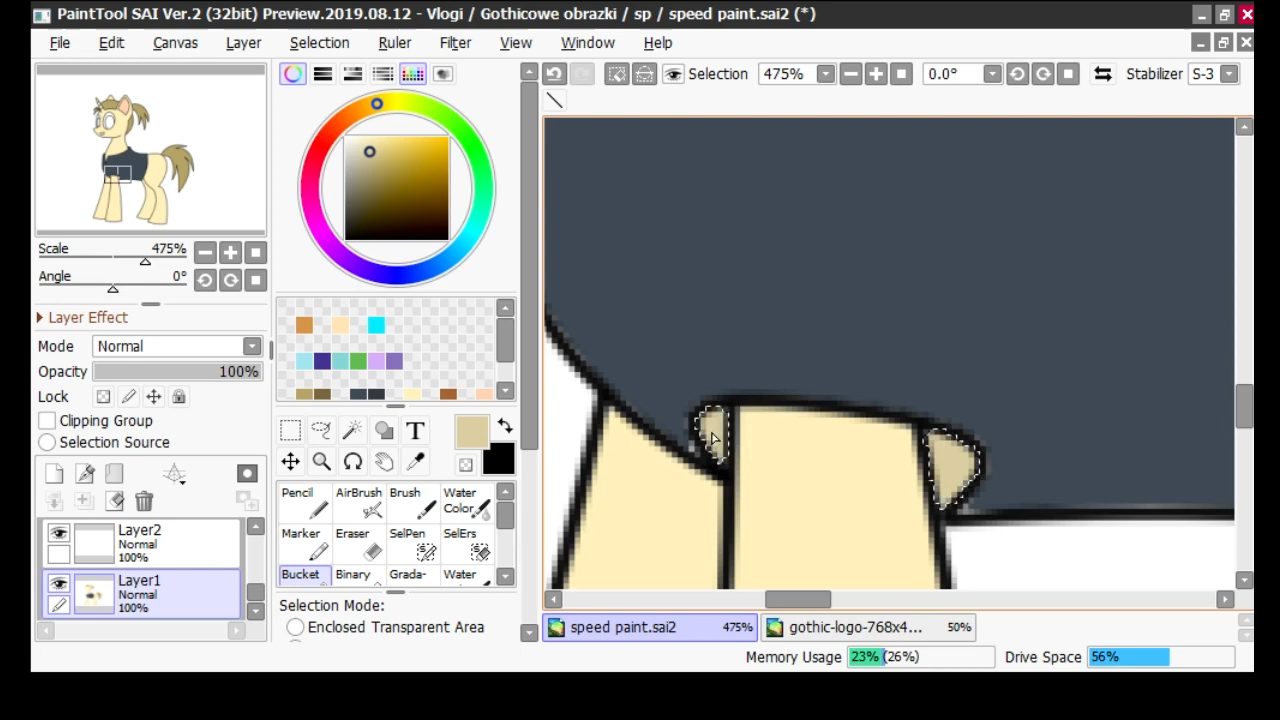 PaintTool SAI Ver.2 (32bit) Preview.2019.08.12 - Vlogi / Gothicowe obrazki / sp / speed paint.sai2 (*)
File Edit Canvas Layer Selection Ruler Filter View Window Help
Selection 475% 0.0° Stabilizer S-3
Scale 475%
Angle 0°
Layer Effect
Mode Normal
Opacity 100%
Lock
Clipping Group
Selection Source
Layer2
Normal
100%
Layer1
Normal
100%
T
Pencil AirBrush Brush Water Color
Marker Eraser SelPen SelErs
Bucket Binary Grada- Water
Selection Mode:
Enclosed Transparent Area
speed paint.sai2 475% gothic-logo-768x4... 50%
Memory Usage 23% (26%) Drive Space 56%